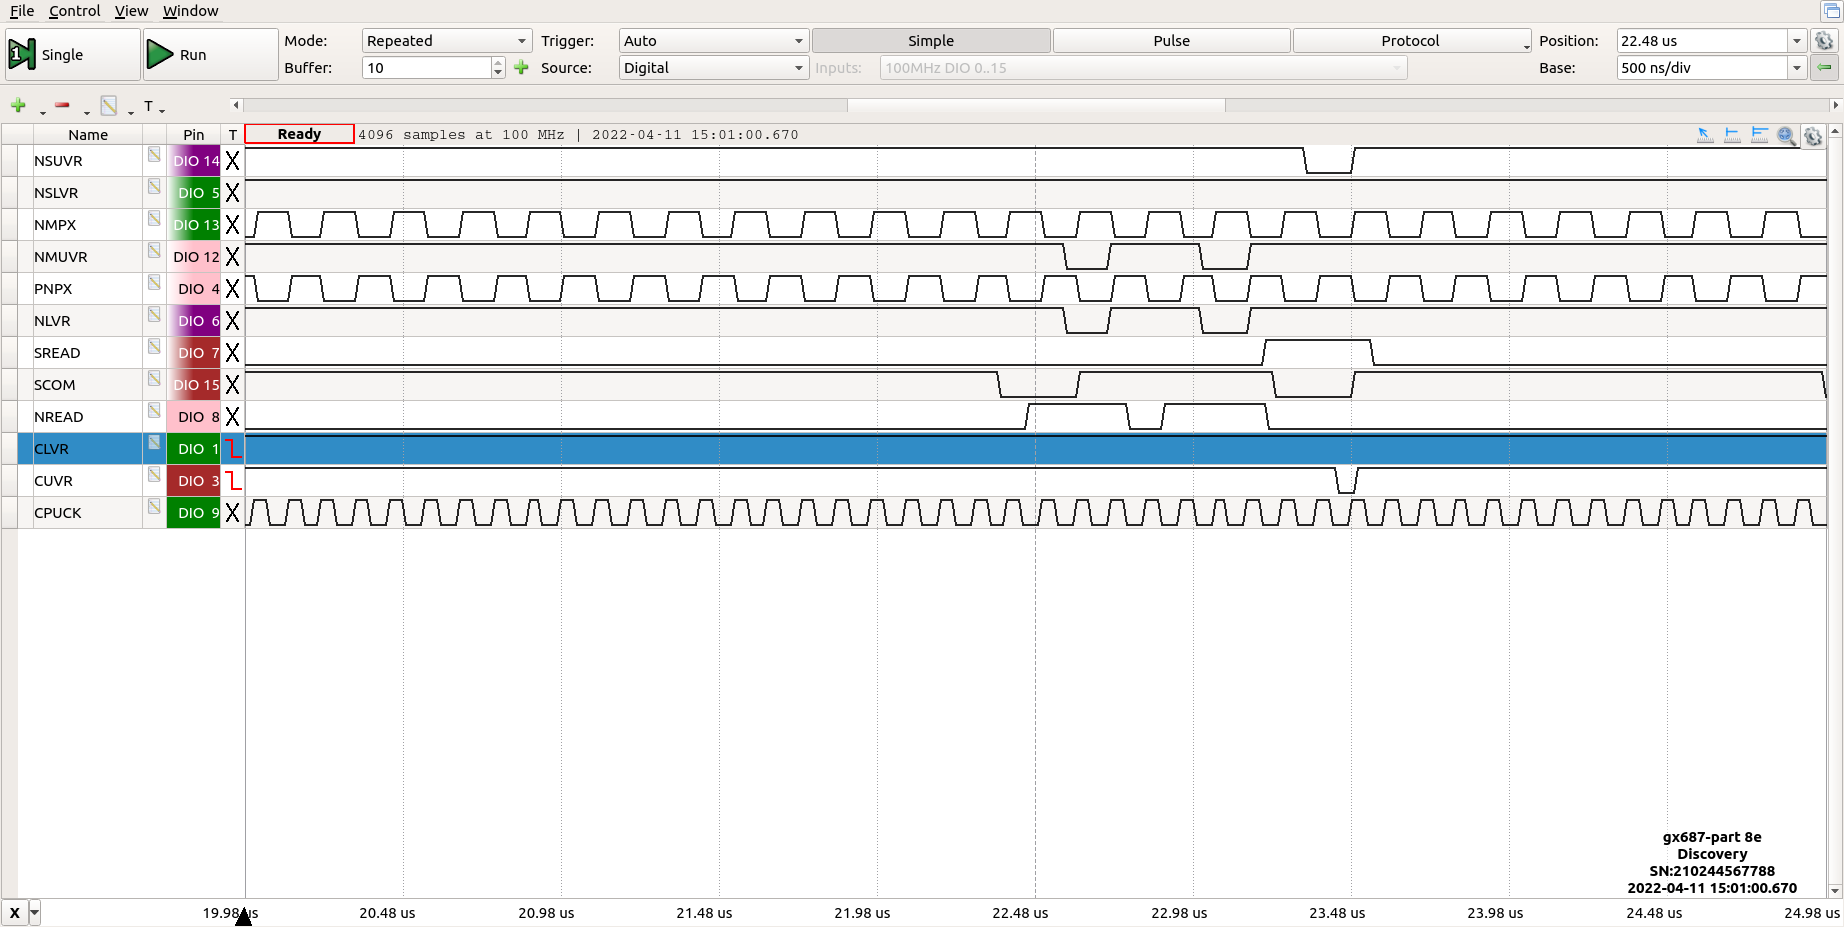 File Control View Window
Single Run Mode: Repeated Trigger: Auto Simple Pulse Protocol Position: 22.48 us
Buffer: 10 Source: Digital Inputs: 100MHz DIO 0..15 Base: 500 ns/div
T
Name Pin T Ready 4096 samples at 100 MHz | 2022-04-11 15:01:00.670
NSUVR DIO 14 X
NSLVR DIO 5 X
NMPX DIO 13 X
NMUVR DIO 12 X
PNPX DIO 4 X
NLVR DIO 6 X
SREAD DIO 7 X
SCOM DIO 15 X
NREAD DIO 8 X
CLVR DIO 1
CUVR DIO 3
CPUCK DIO 9 X
gx687-part 8e
Discovery
SN:210244567788
2022-04-11 15:01:00.670
X 19.98 us 20.48 us 20.98 us 21.48 us 21.98 us 22.48 us 22.98 us 23.48 us 23.98 us 24.48 us 24.98 us